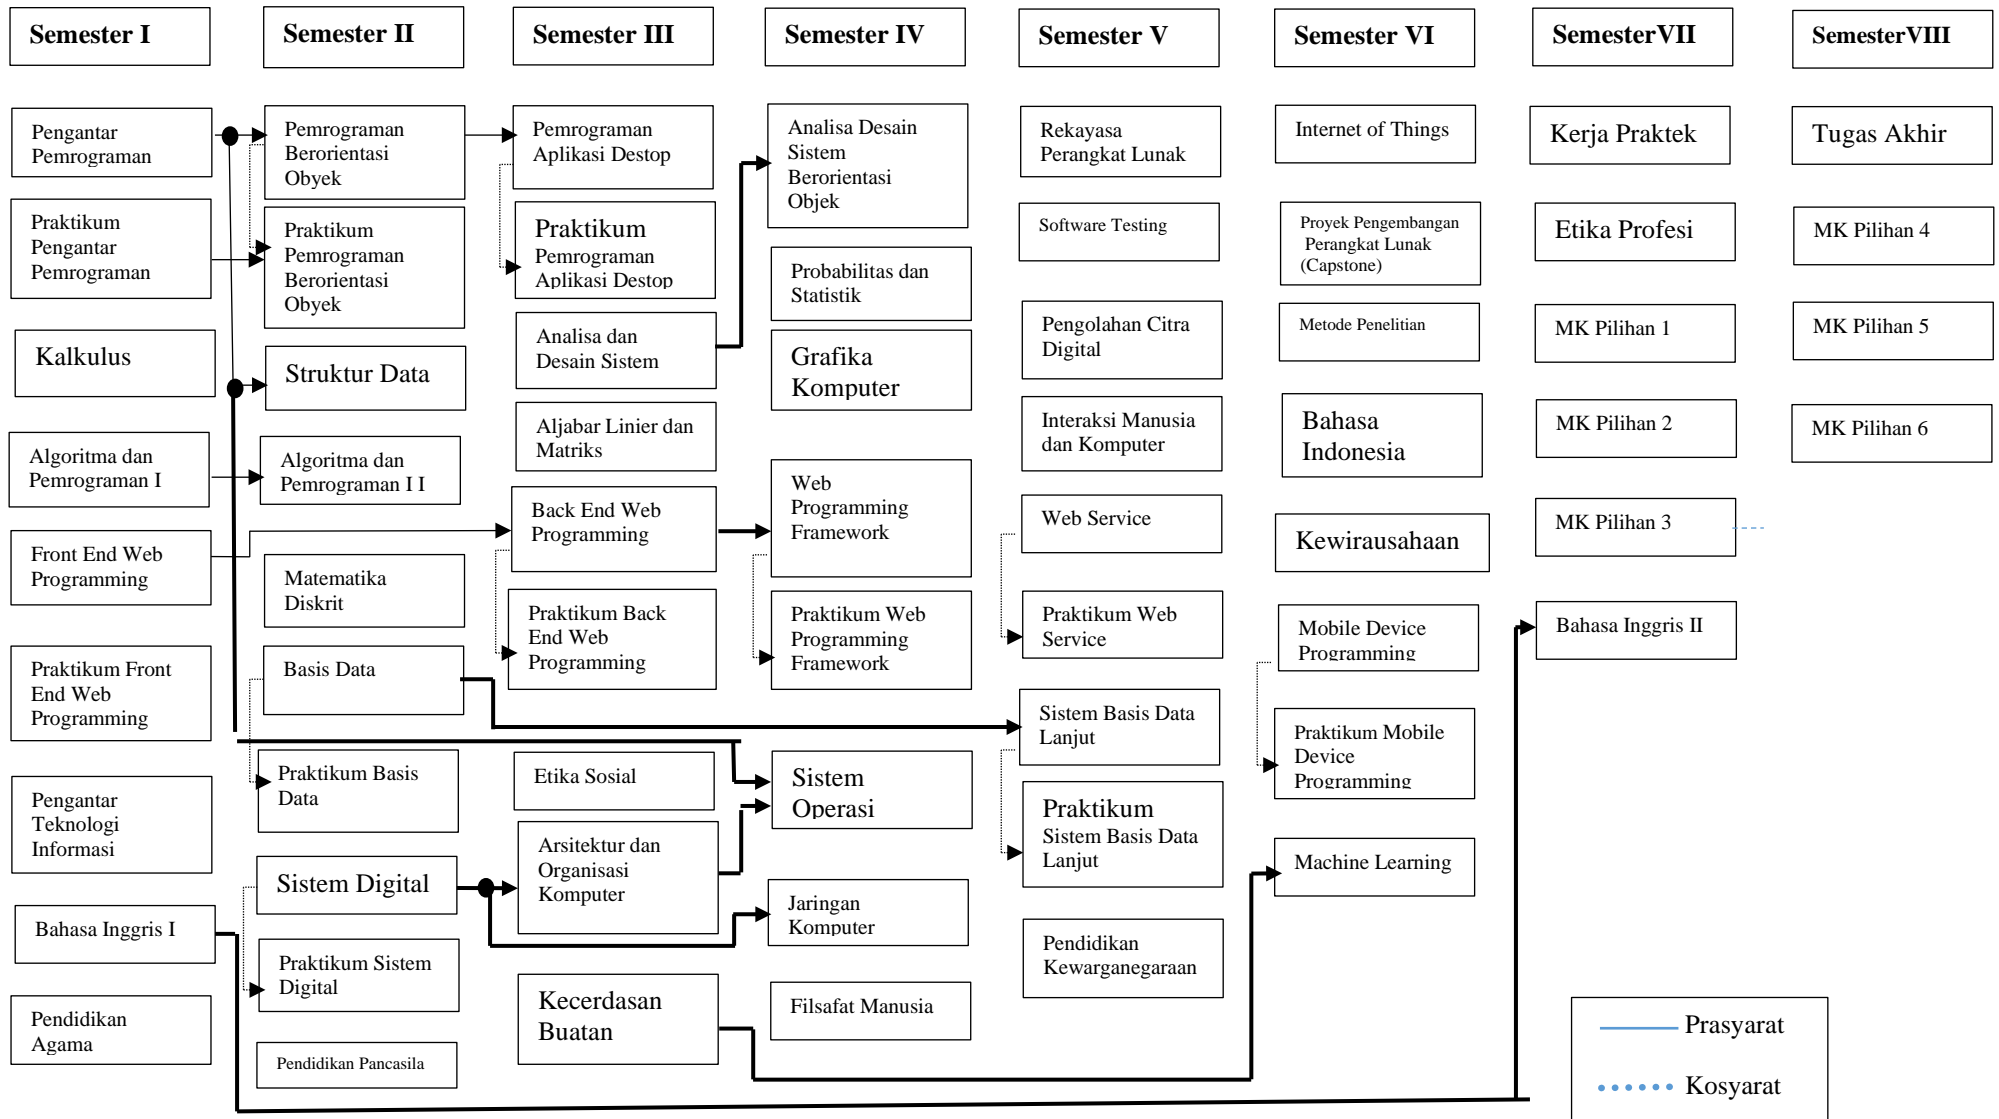 Semester I
Semester II
Semester III
Semester IV
Semester V
Semester VI
SemesterVII
SemesterVIII
Pengantar
Pemrograman
Praktikum
Pengantar
Pemrograman
Kalkulus
Algoritma dan
Pemrograman I
Front End Web
Programming
Praktikum Front
End Web
Programming
Pengantar
Teknologi
Informasi
Bahasa Inggris I
Pendidikan
Agama
Pemrograman
Berorientasi
Obyek
Praktikum
Pemrograman
Berorientasi
Obyek
Struktur Data
Algoritma dan
Pemrograman I I
Matematika
Diskrit
Basis Data
Praktikum Basis
Data
Sistem Digital
Praktikum Sistem
Digital
Pendidikan Pancasila
Pemrograman
Aplikasi Destop
Praktikum
Pemrograman
Aplikasi Destop
Analisa dan
Desain Sistem
Aljabar Linier dan
Matriks
Back End Web
Programming
Praktikum Back
End Web
Programming
Etika Sosial
Arsitektur dan
Organisasi
Komputer
Kecerdasan
Buatan
Analisa Desain
Sistem
Berorientasi
Objek
Probabilitas dan
Statistik
Grafika
Komputer
Web
Programming
Framework
Praktikum Web
Programming
Framework
Sistem
Operasi
Jaringan
Komputer
Filsafat Manusia
Rekayasa
Perangkat Lunak
Software Testing
Pengolahan Citra
Digital
Interaksi Manusia
dan Komputer
Web Service
Praktikum Web
Service
Sistem Basis Data
Lanjut
Praktikum
Sistem Basis Data
Lanjut
Pendidikan
Kewarganegaraan
Internet of Things
Proyek Pengembangan
Perangkat Lunak
(Capstone)
Metode Penelitian
Bahasa
Indonesia
Kewirausahaan
Mobile Device
Programming
Praktikum Mobile
Device
Programming
Machine Learning
Kerja Praktek
Etika Profesi
MK Pilihan 1
MK Pilihan 2
MK Pilihan 3
Bahasa Inggris II
Tugas Akhir
MK Pilihan 4
MK Pilihan 5
MK Pilihan 6
Prasyarat
Kosyarat